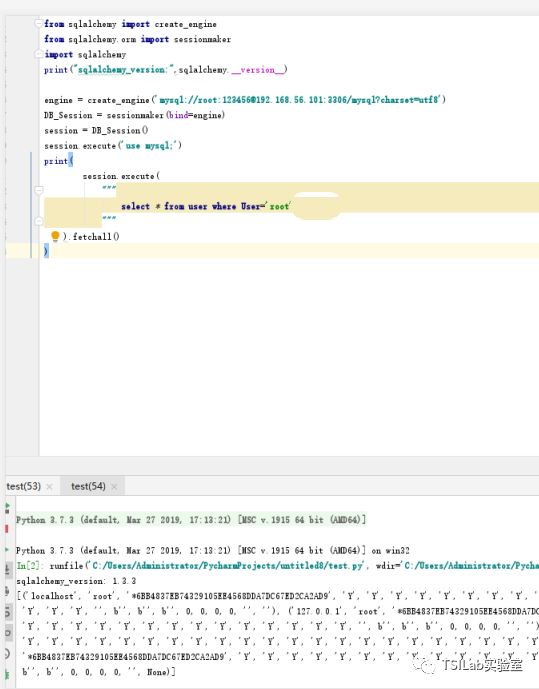 from sqlalchemy import create_engine
from sqlalchemy.orm import sessionmaker
import sqlalchemy
print("sqlalchemy_version:",sqlalchemy.__version__)
engine = create_engine('mysql://root:123456@192.168.56.101:3306/mysql?charset=utf8')
DB_Session = sessionmaker(bind=engine)
session = DB_Session()
session.execute('use mysql;')
print(
session.execute(
"""
select * from user where User='root'
"""
).fetchall()
)
test(53) × test(54) ×
Python 3.7.3 (default, Mar 27 2019, 17:13:21) [MSC v.1915 64 bit (AMD64)]
Python 3.7.3 (default, Mar 27 2019, 17:13:21) [MSC v.1915 64 bit (AMD64)] on win32
In[2]: runfile('C:/Users/Administrator/PycharmProjects/untitled8/test.py', wdir='C:/Users/Administrator/Pych
sqlalchemy_version: 1.3.3
[('localhost', 'root', '*6BB4837EB74329105EE4568DDA7DC67ED2CA2AD9', 'Y', 'Y', 'Y', 'Y', 'Y', 'Y', 'Y', 'Y',
'Y', 'Y', 'Y', '', b'', b'', b'', 0, 0, 0, 0, '', ''), ('127.0.0.1', 'root', '*6BB4837EB74329105EE4568DDA7DC
'Y', 'Y', 'Y', 'Y', 'Y', 'Y', 'Y', 'Y', 'Y', 'Y', 'Y', 'Y', 'Y', '', b'', b'', b'', 0, 0, 0, 0, '', '')
'Y', 'Y', 'Y', 'Y', 'Y', 'Y', 'Y', 'Y', 'Y', 'Y', 'Y', 'Y', 'Y', 'Y', 'Y', 'Y', 'Y', 'Y', 'Y', 'Y'
'*6BB4837EB74329105EE4568DDA7DC67ED2CA2AD9', 'Y', 'Y', 'Y', 'Y', 'Y', 'Y', 'Y', 'Y'
b'', b'', 0, 0, 0, 0, '', None)]
TSILab实验室